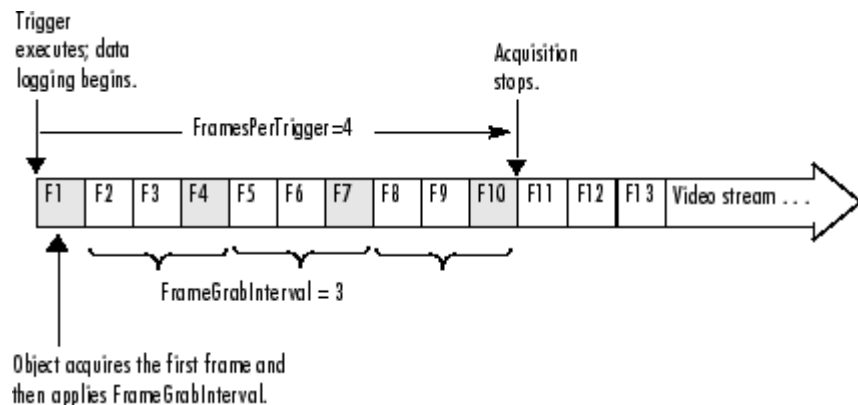 Trigger
executes; data
logging begins.
Acquisition
stops.
FramesPerTrigger=4
F1 F2 F3 F4 F5 F6 F7 F8 F9 F10 F11 F12 F13 Video stream . . .
FrameGrabInterval = 3
Object acquires the first frame and
then applies FrameGrabInterval.